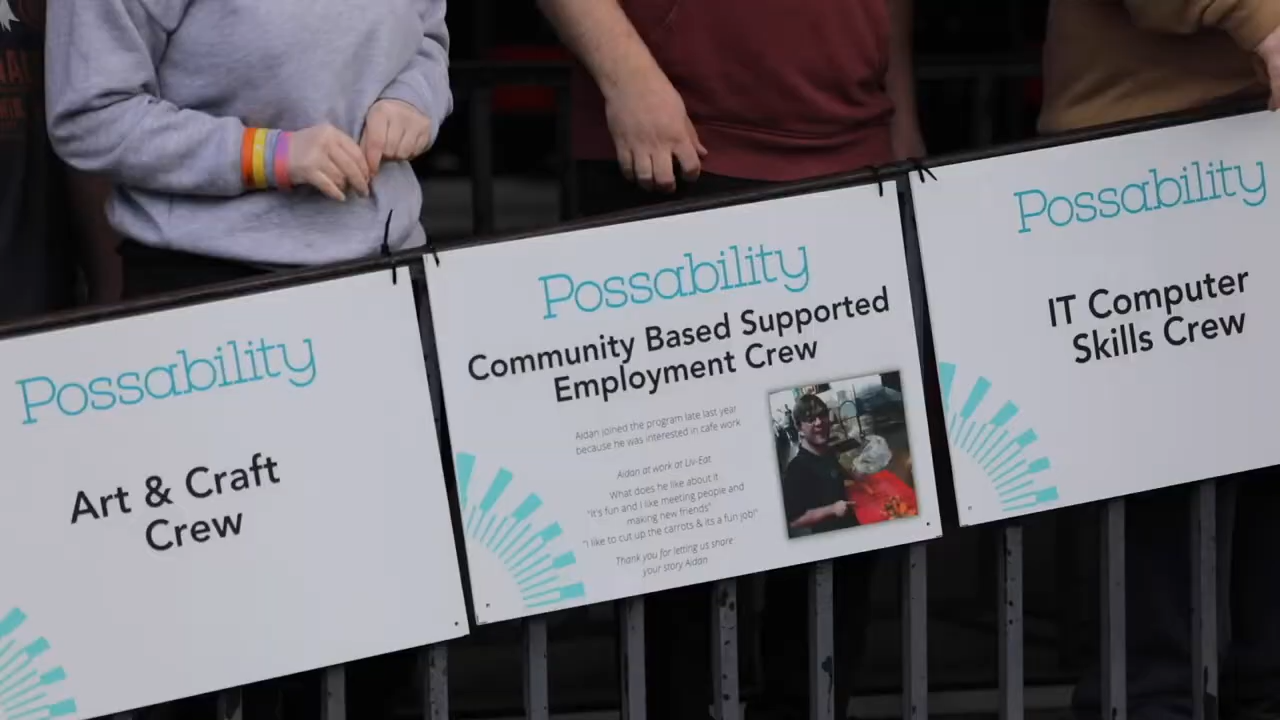 Possability
Art & Craft
Crew
Possability
Community Based Supported
Employment Crew
Aidan joined the program late last year
because he was interested in cafe work
Aidan at work at Liv-Eat
What does he like about it
"It's fun and I like meeting people and
making new friends"
"I like to cut up the carrots & its a fun job!"
Thank you for letting us share
your story Aidan
Possability
IT Computer
Skills Crew